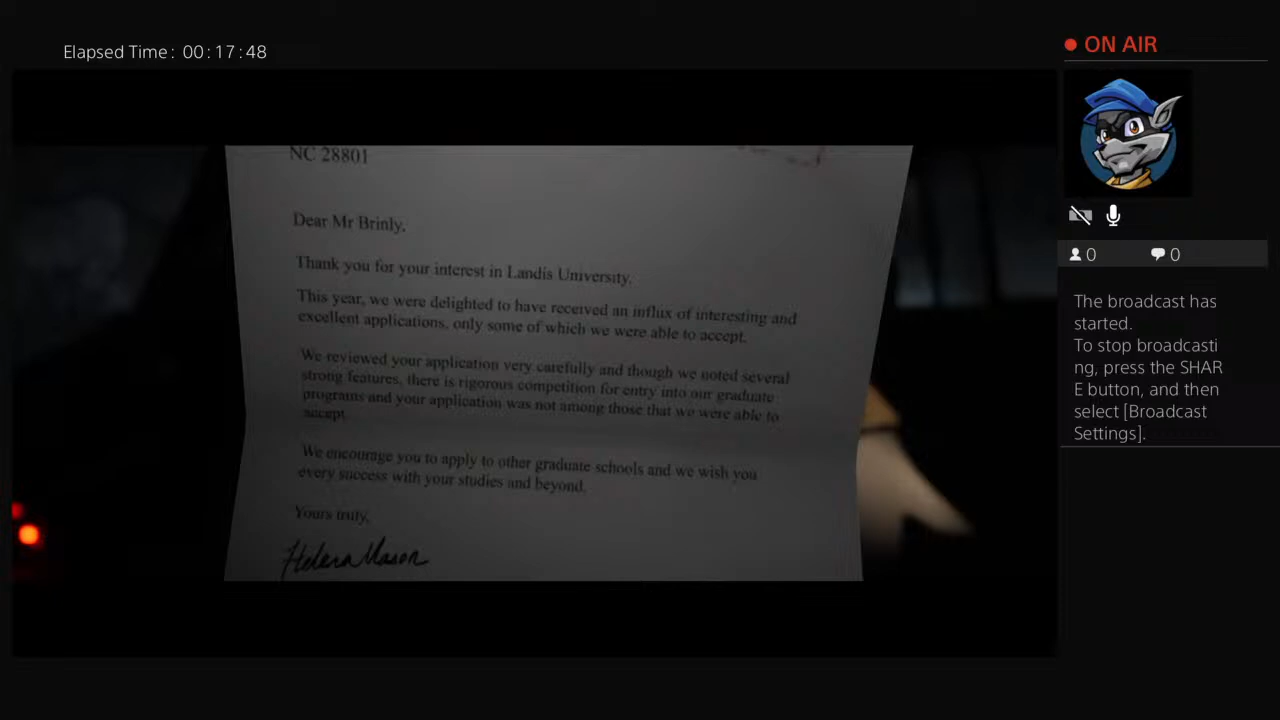 Elapsed Time: 00:17:48
ON AIR
0
0
The broadcast has
started.
To stop broadcasti
ng, press the SHAR
E button, and then
select [Broadcast
Settings].
NC 28801
Dear Mr Brinly,
Thank you for your interest in Landis University.
This year, we were delighted to have received an influx of interesting and
excellent applications, only some of which we were able to accept.
We reviewed your application very carefully and though we noted several
strong features, there is rigorous competition for entry into our graduate
programs and your application was not among those that we were able to
accept.
We encourage you to apply to other graduate schools and we wish you
every success with your studies and beyond.
Yours truly,
Helena Mason